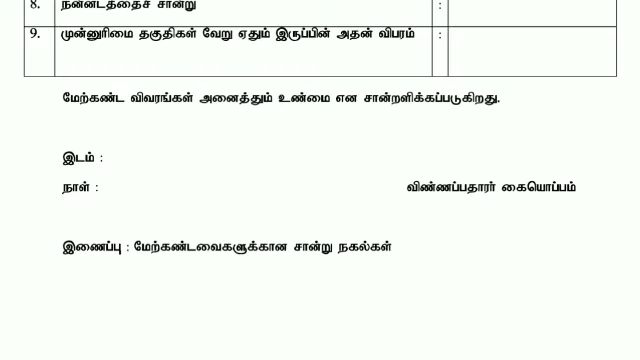 8. நன்னடத்தைச் சான்று :
9. முன்னுரிமை தகுதிகள் வேறு ஏதும் இருப்பின் அதன் விபரம் :
மேற்கண்ட விவரங்கள் அனைத்தும் உண்மை என சான்றளிக்கப்படுகிறது.
இடம் :
நாள் : விண்ணப்பதாரர் கையொப்பம்
இணைப்பு : மேற்கண்டவைகளுக்கான சான்று நகல்கள்